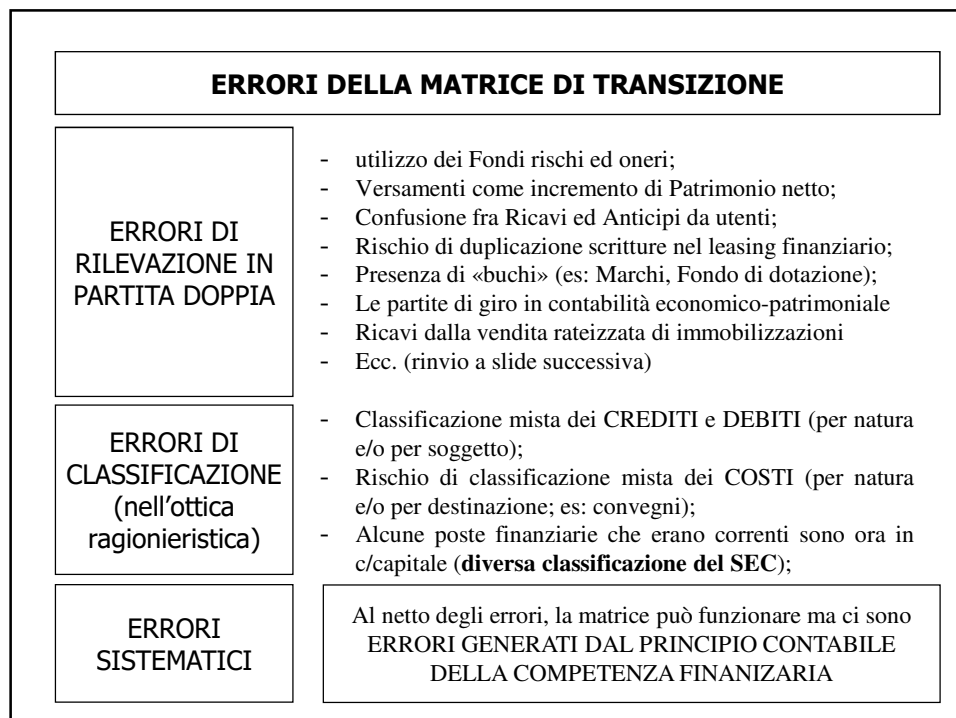 ERRORI DELLA MATRICE DI TRANSIZIONE
ERRORI DI
RILEVAZIONE IN
PARTITA DOPPIA
- utilizzo dei Fondi rischi ed oneri;
- Versamenti come incremento di Patrimonio netto;
- Confusione fra Ricavi ed Anticipi da utenti;
- Rischio di duplicazione scritture nel leasing finanziario;
- Presenza di «buchi» (es: Marchi, Fondo di dotazione);
- Le partite di giro in contabilità economico-patrimoniale
- Ricavi dalla vendita rateizzata di immobilizzazioni
- Ecc. (rinvio a slide successiva)
ERRORI DI
CLASSIFICAZIONE
(nell'ottica
ragionieristica)
- Classificazione mista dei CREDITI e DEBITI (per natura
e/o per soggetto);
- Rischio di classificazione mista dei COSTI (per natura
e/o per destinazione; es: convegni);
- Alcune poste finanziarie che erano correnti sono ora in
c/capitale (diversa classificazione del SEC);
ERRORI
SISTEMATICI
Al netto degli errori, la matrice può funzionare ma ci sono
ERRORI GENERATI DAL PRINCIPIO CONTABILE
DELLA COMPETENZA FINANIZARIA